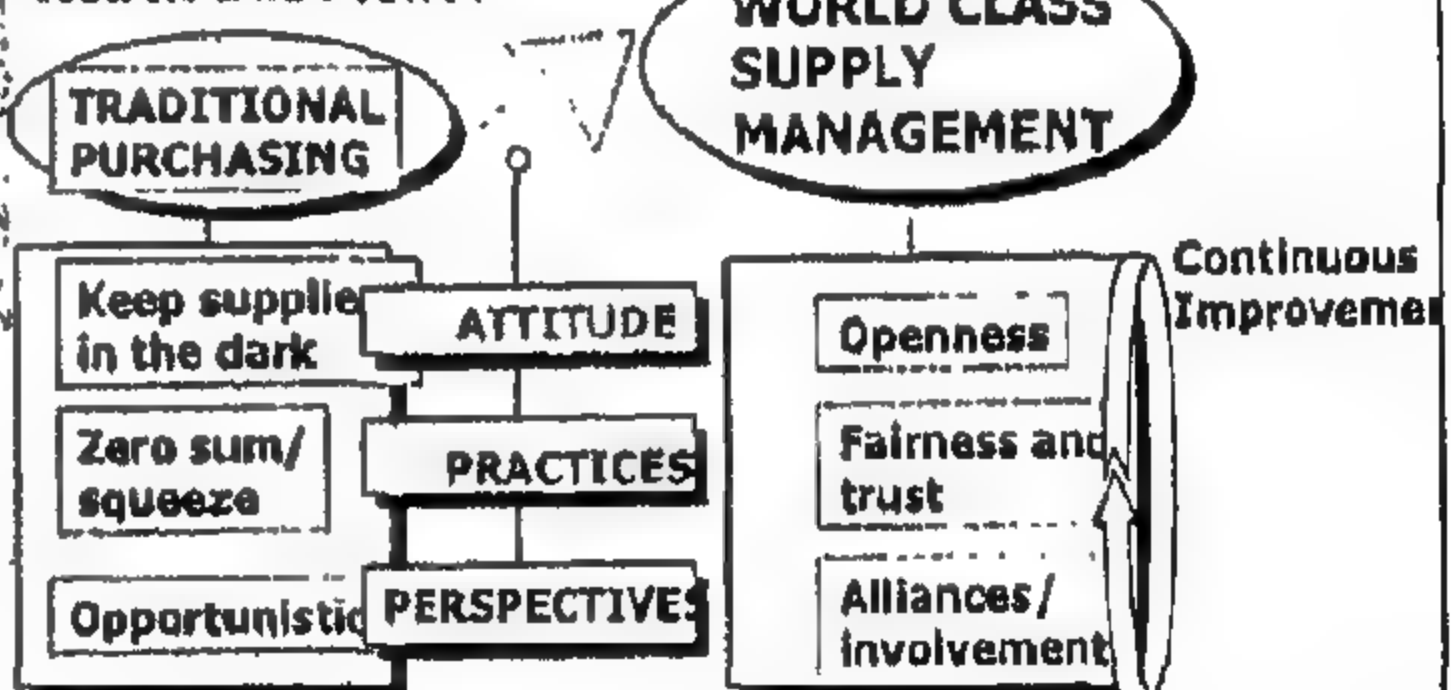 TRADITIONAL
PURCHASING
WORLD CLASS
SUPPLY
MANAGEMENT
Keep supplie
in the dark
Zero sum/
squeeze
Opportunistic
ATTITUDE
PRACTICES
PERSPECTIVES
Openness
Fairness and
trust
Alliances/
involvement
Continuous
Improvemen